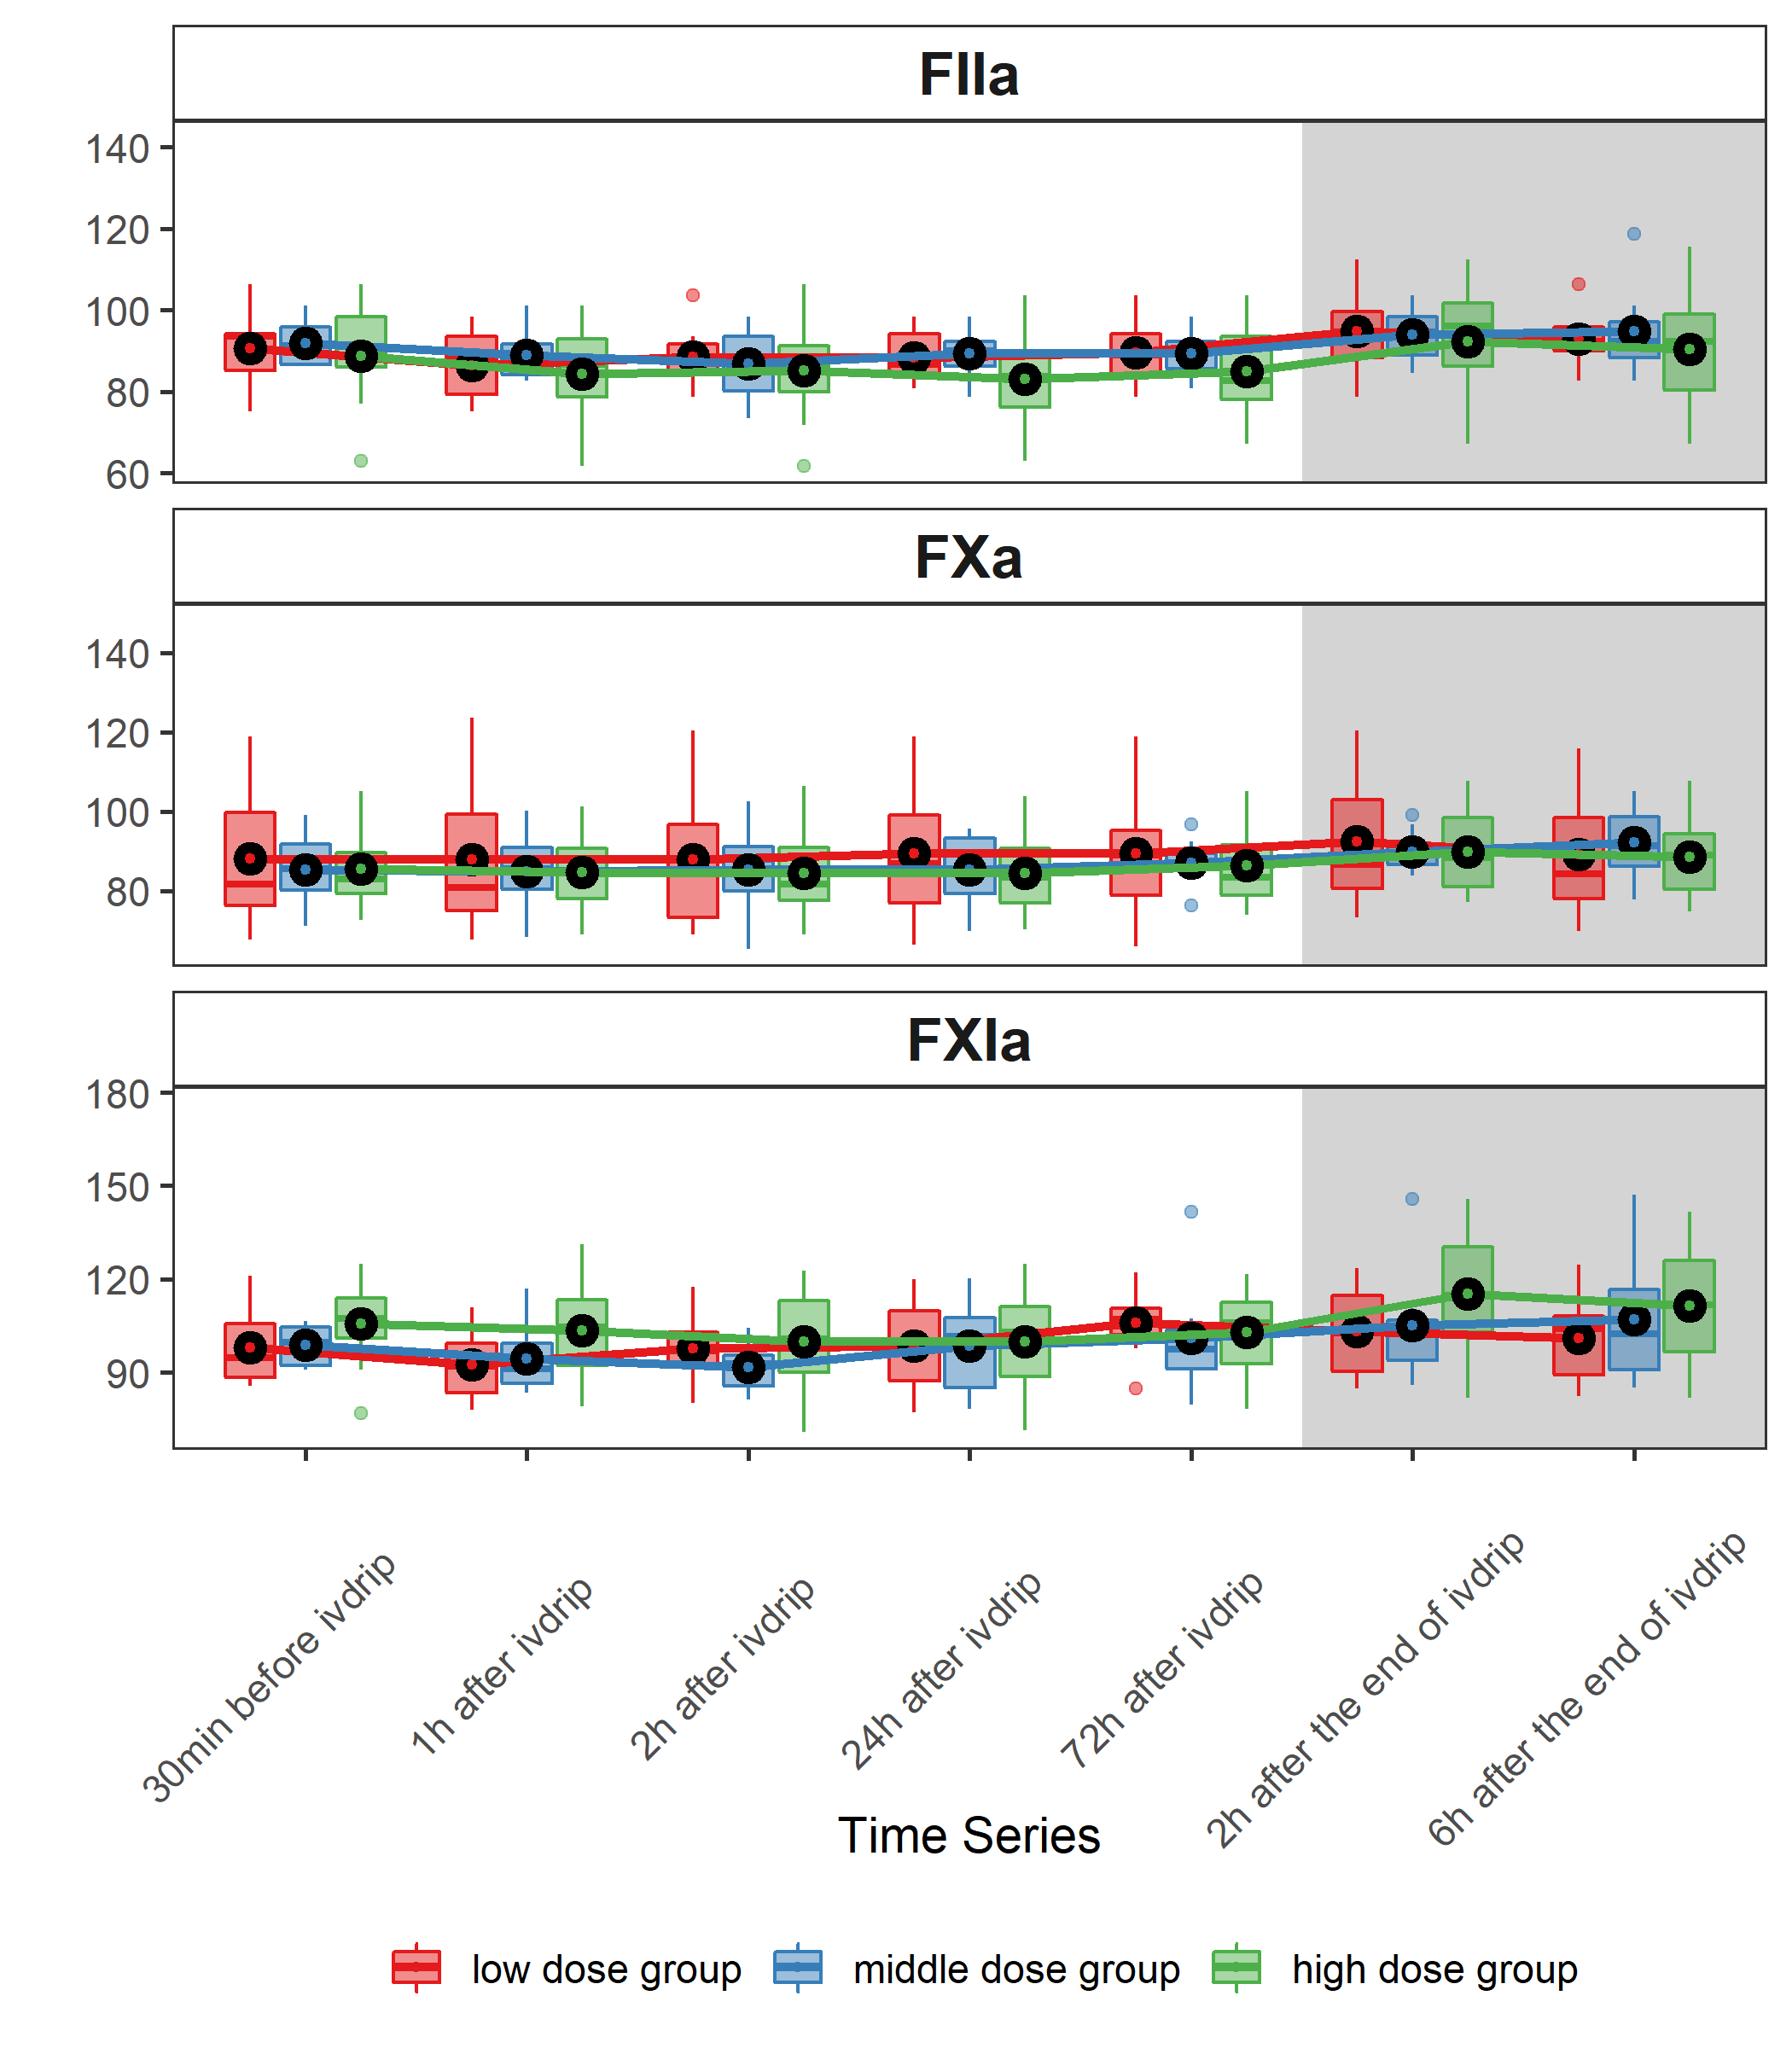 FIIa
140
120
100
80
60
FXa
140
120
100
80
FXIa
180
150
120
90
30min before ivdrip
1h after ivdrip
2h after ivdrip
24h after ivdrip
72h after ivdrip
2h after the end of ivdrip
6h after the end of ivdrip
Time Series
low dose group middle dose group high dose group